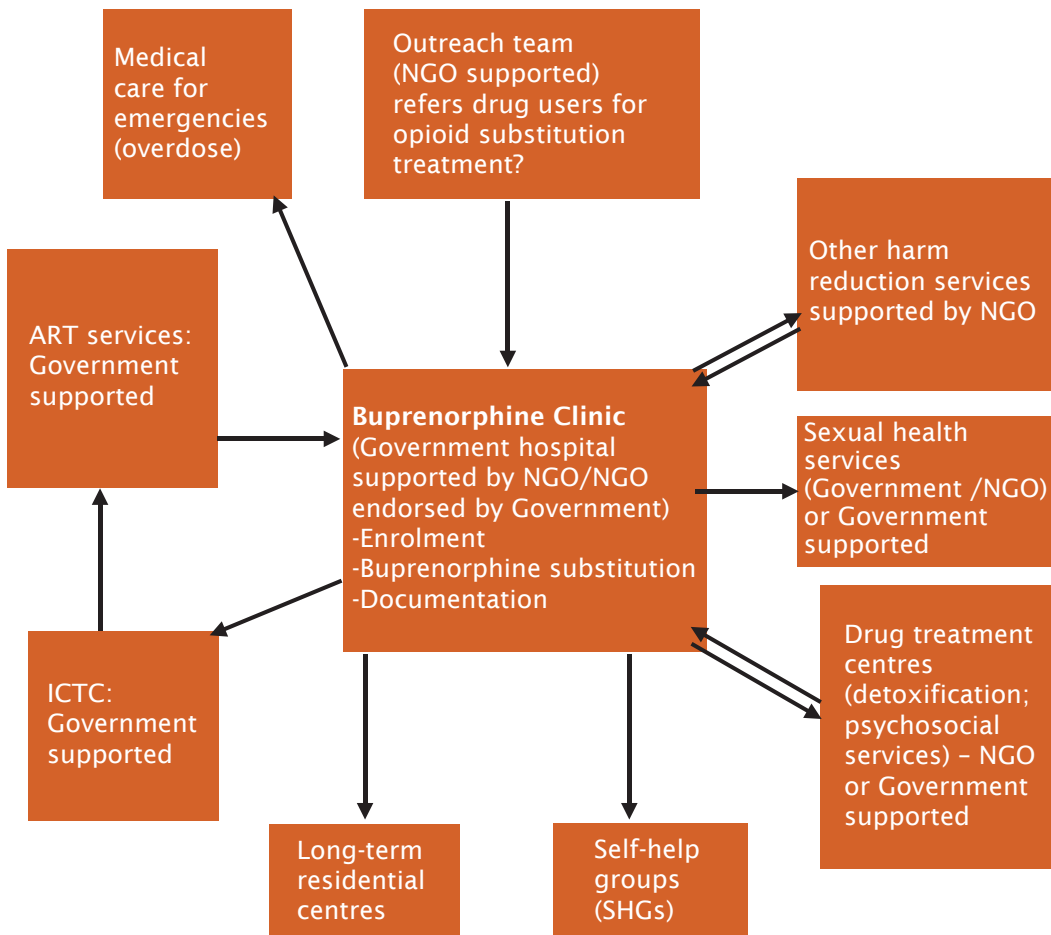 Medical
care for
emergencies
(overdose)
Outreach team
(NGO supported)
refers drug users for
opioid substitution
treatment?
Other harm
reduction services
supported by NGO
ART services:
Government
supported
Buprenorphine Clinic
(Government hospital
supported by NGO/NGO
endorsed by Government)
-Enrolment
-Buprenorphine substitution
-Documentation
Sexual health
services
(Government /NGO)
or Government
supported
ICTC:
Government
supported
Drug treatment
centres
(detoxification;
psychosocial
services) – NGO
or Government
supported
Long-term
residential
centres
Self-help
groups
(SHGs)